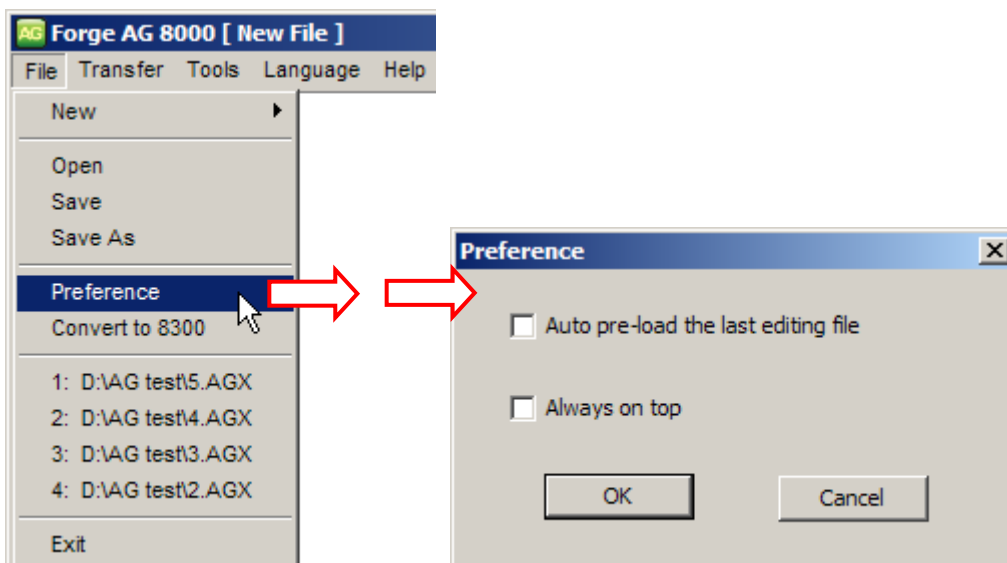 AG Forge AG 8000 [ New File ]
File Transfer Tools Language Help
New
Open
Save
Save As
Preference
Convert to 8300
1: D:\AG test\5.AGX
2: D:\AG test\4.AGX
3: D:\AG test\3.AGX
4: D:\AG test\2.AGX
Exit
Preference
Auto pre-load the last editing file
Always on top
OK Cancel